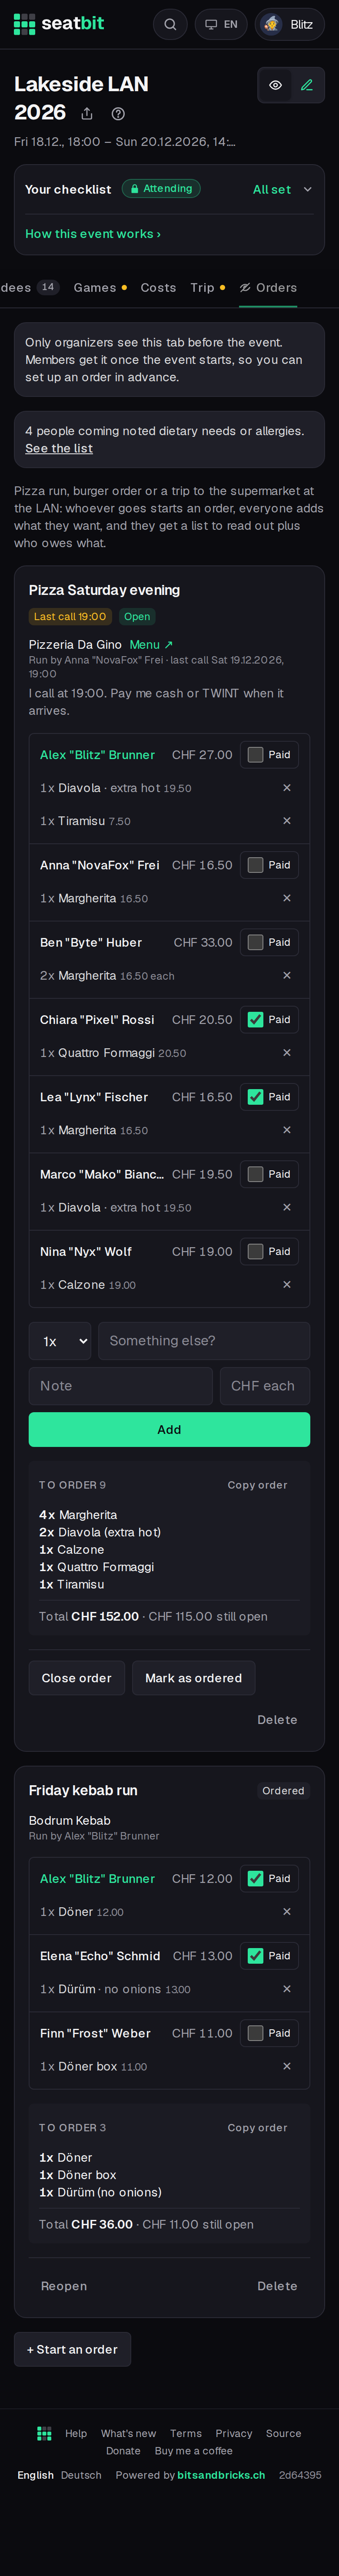 seatbit
EN
Blitz
Lakeside LAN
2026
Fri 18.12., 18:00 – Sun 20.12.2026, 14:...
Your checklist
Attending
All set
How this event works ›
dees 14
Games
Costs
Trip
Orders
Only organizers see this tab before the event.
Members get it once the event starts, so you can
set up an order in advance.
4 people coming noted dietary needs or allergies.
See the list
Pizza run, burger order or a trip to the supermarket at
the LAN: whoever goes starts an order, everyone adds
what they want, and they get a list to read out plus
who owes what.
Pizza Saturday evening
Last call 19:00
Open
Pizzeria Da Gino Menu ↗
Run by Anna "NovaFox" Frei · last call Sat 19.12.2026,
19:00
I call at 19:00. Pay me cash or TWINT when it
arrives.
Alex "Blitz" Brunner CHF 27.00 Paid
1x Diavola · extra hot 19.50 ×
1x Tiramisu 7.50 ×
Anna "NovaFox" Frei CHF 16.50 Paid
1x Margherita 16.50 ×
Ben "Byte" Huber CHF 33.00 Paid
2x Margherita 16.50 each ×
Chiara "Pixel" Rossi CHF 20.50 Paid
1x Quattro Formaggi 20.50 ×
Lea "Lynx" Fischer CHF 16.50 Paid
1x Margherita 16.50 ×
Marco "Mako" Bianc... CHF 19.50 Paid
1x Diavola · extra hot 19.50 ×
Nina "Nyx" Wolf CHF 19.00 Paid
1x Calzone 19.00 ×
1x
Something else?
Note
CHF each
Add
TO ORDER 9
Copy order
4x Margherita
2x Diavola (extra hot)
1x Calzone
1x Quattro Formaggi
1x Tiramisu
Total CHF 152.00 · CHF 115.00 still open
Close order
Mark as ordered
Delete
Friday kebab run
Ordered
Bodrum Kebab
Run by Alex "Blitz" Brunner
Alex "Blitz" Brunner CHF 12.00 Paid
1x Döner 12.00 ×
Elena "Echo" Schmid CHF 13.00 Paid
1x Dürüm · no onions 13.00 ×
Finn "Frost" Weber CHF 11.00 Paid
1x Döner box 11.00 ×
TO ORDER 3
Copy order
1x Döner
1x Döner box
1x Dürüm (no onions)
Total CHF 36.00 · CHF 11.00 still open
Reopen
Delete
+ Start an order
Help What's new Terms Privacy Source
Donate Buy me a coffee
English Deutsch Powered by bitsandbricks.ch 2d64395